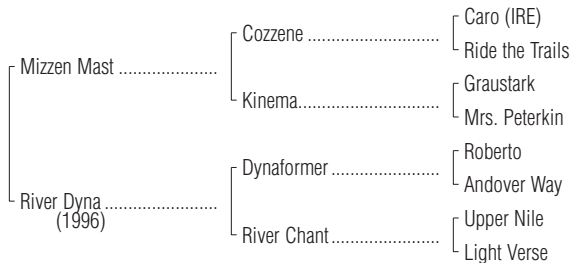 Caro (IRE)
Cozzene ........................
Ride the Trails
Mizzen Mast ..................
Graustark
Kinema..........................
Mrs. Peterkin
Roberto
Dynaformer ....................
Andover Way
River Dyna .....................
(1996)
Upper Nile
River Chant ....................
Light Verse